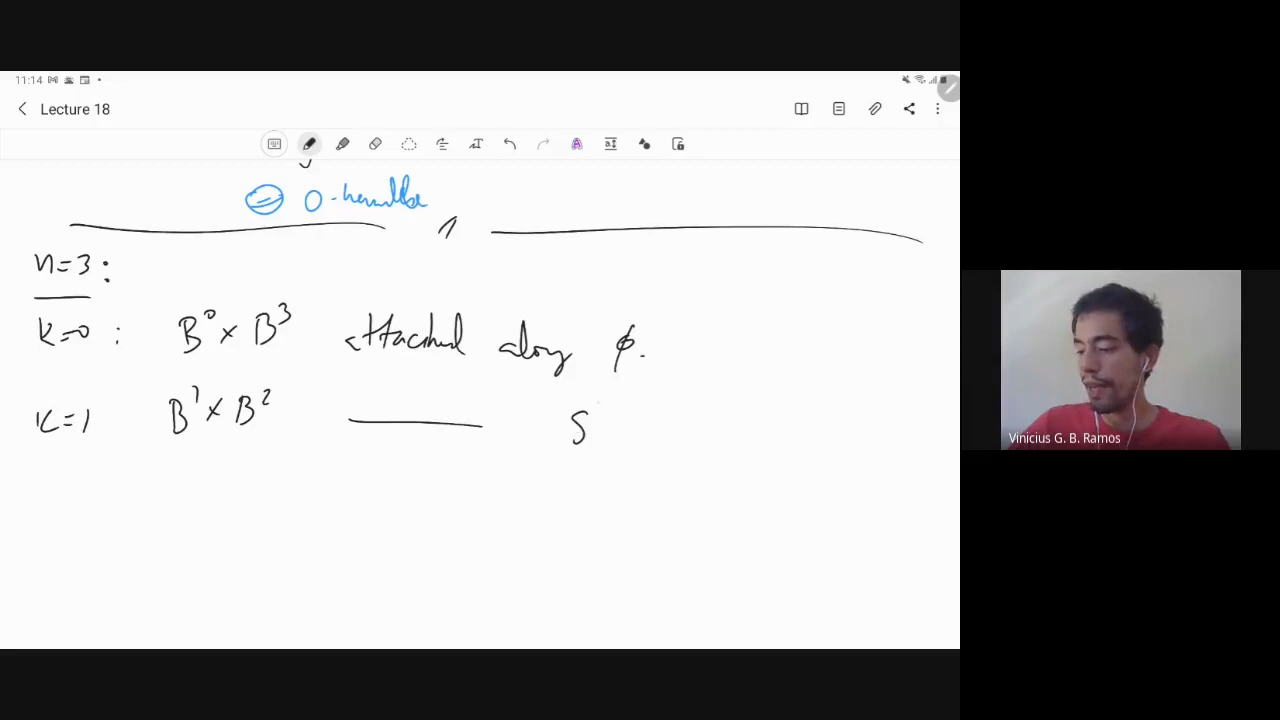 11:14
Lecture 18
0-handle
n=3:
k=0: B⁰ × B³ attached along ϕ.
k=1 B¹ × B² ——— S
Vinicius G. B. Ramos